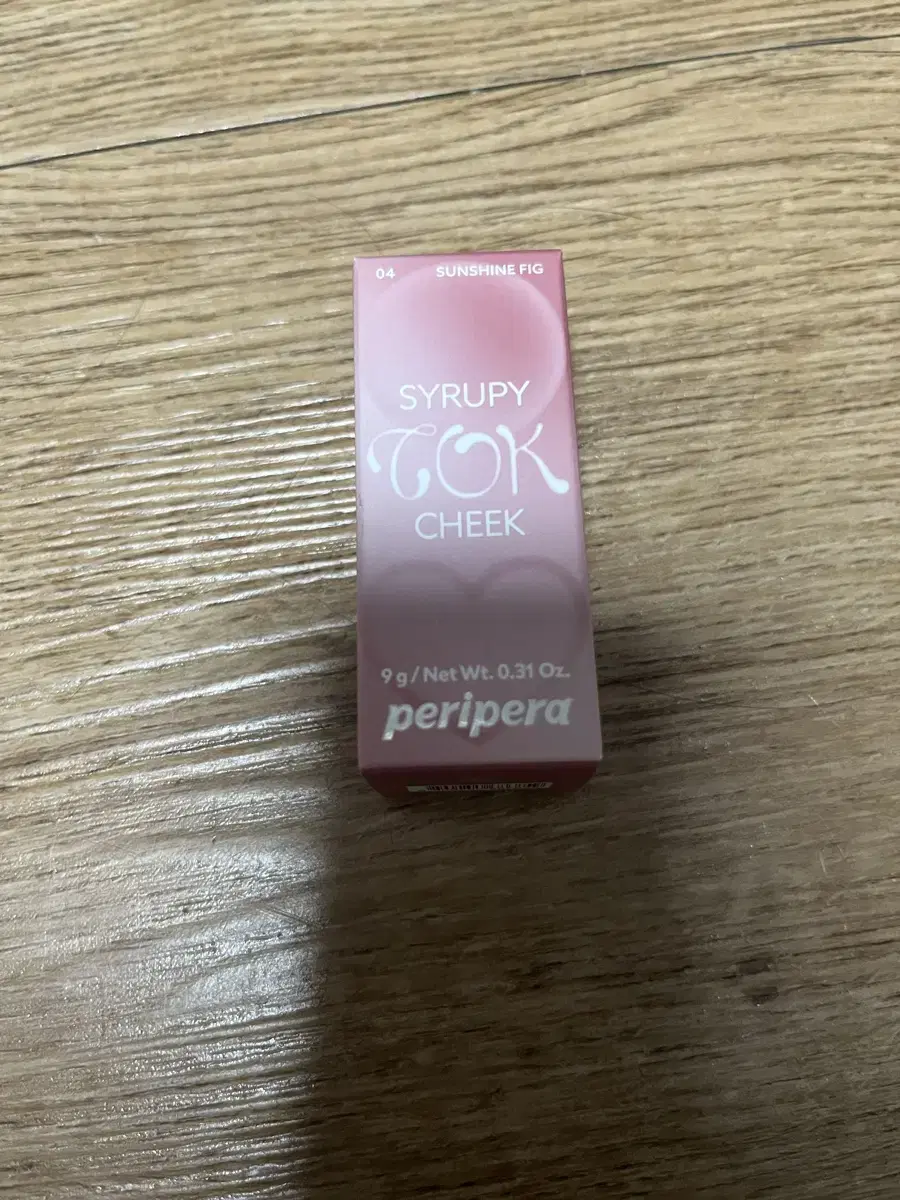 04 SUNSHINE FIG
SYRUPY
TOK
CHEEK
9 g / Net Wt. 0.31 Oz.
peripera